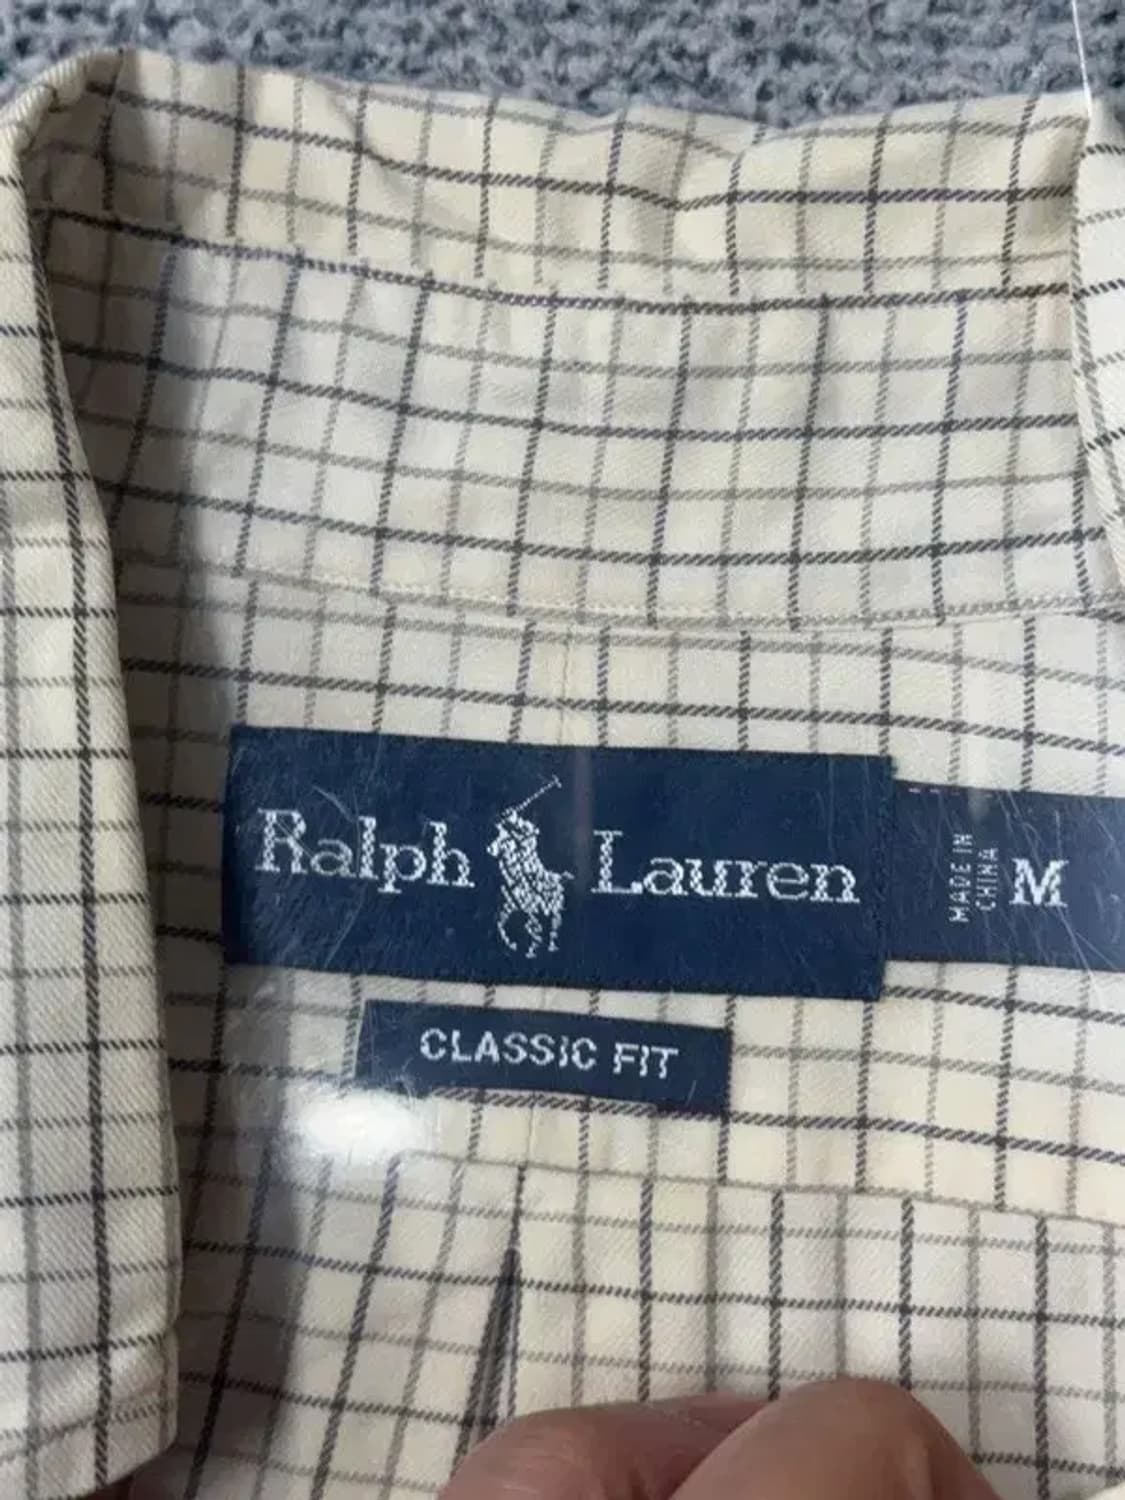 Ralph Lauren
MADE IN
CHINA
M
CLASSIC FIT